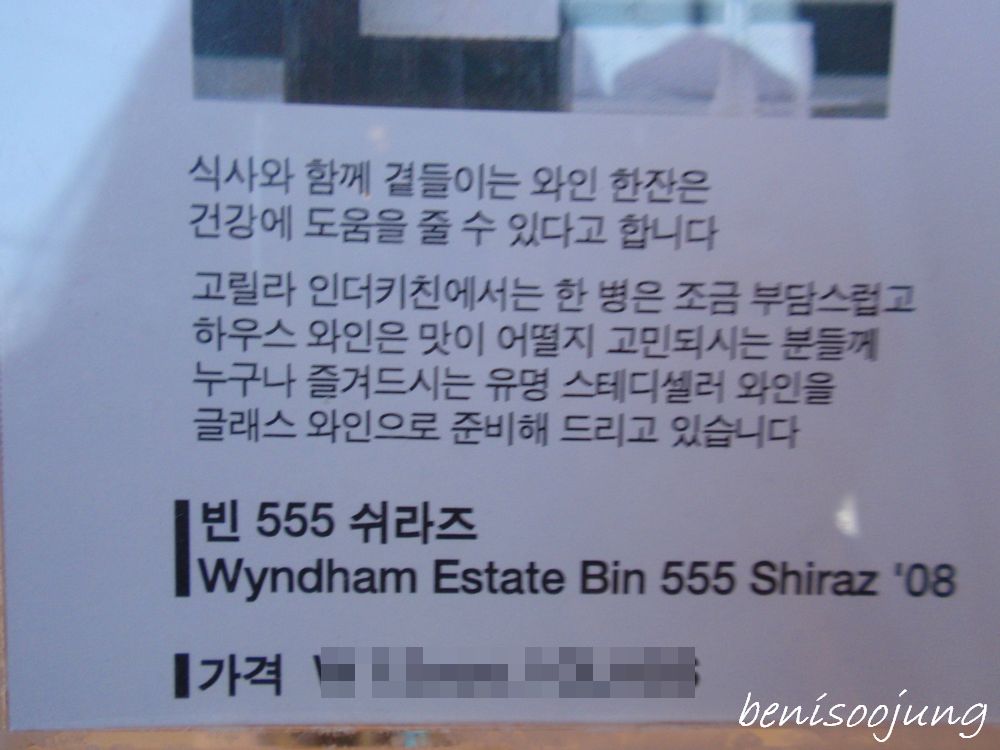 식사와 함께 곁들이는 와인 한잔은
건강에 도움을 줄 수 있다고 합니다
고릴라 인더키친에서는 한 병은 조금 부담스럽고
하우스 와인은 맛이 어떨지 고민되시는 분들께
누구나 즐겨드시는 유명 스테디셀러 와인을
글래스 와인으로 준비해 드리고 있습니다
빈 555 쉬라즈
Wyndham Estate Bin 555 Shiraz '08
가격
benisoojung